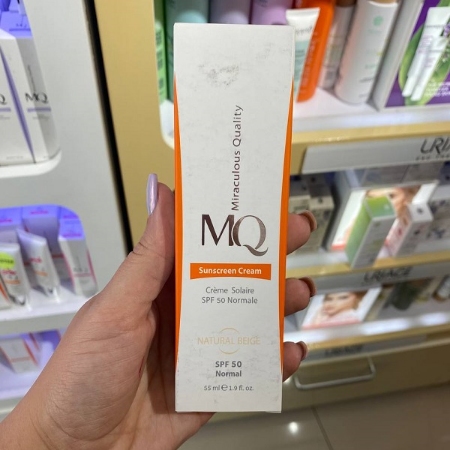 Miraculous Quality
MQ
Sunscreen Cream
Crème Solaire
SPF 50 Normale
NATURAL BEIGE
SPF 50
Normal
55 ml e 1.9 fl. oz.
MQ
URIAGE
URIAGE